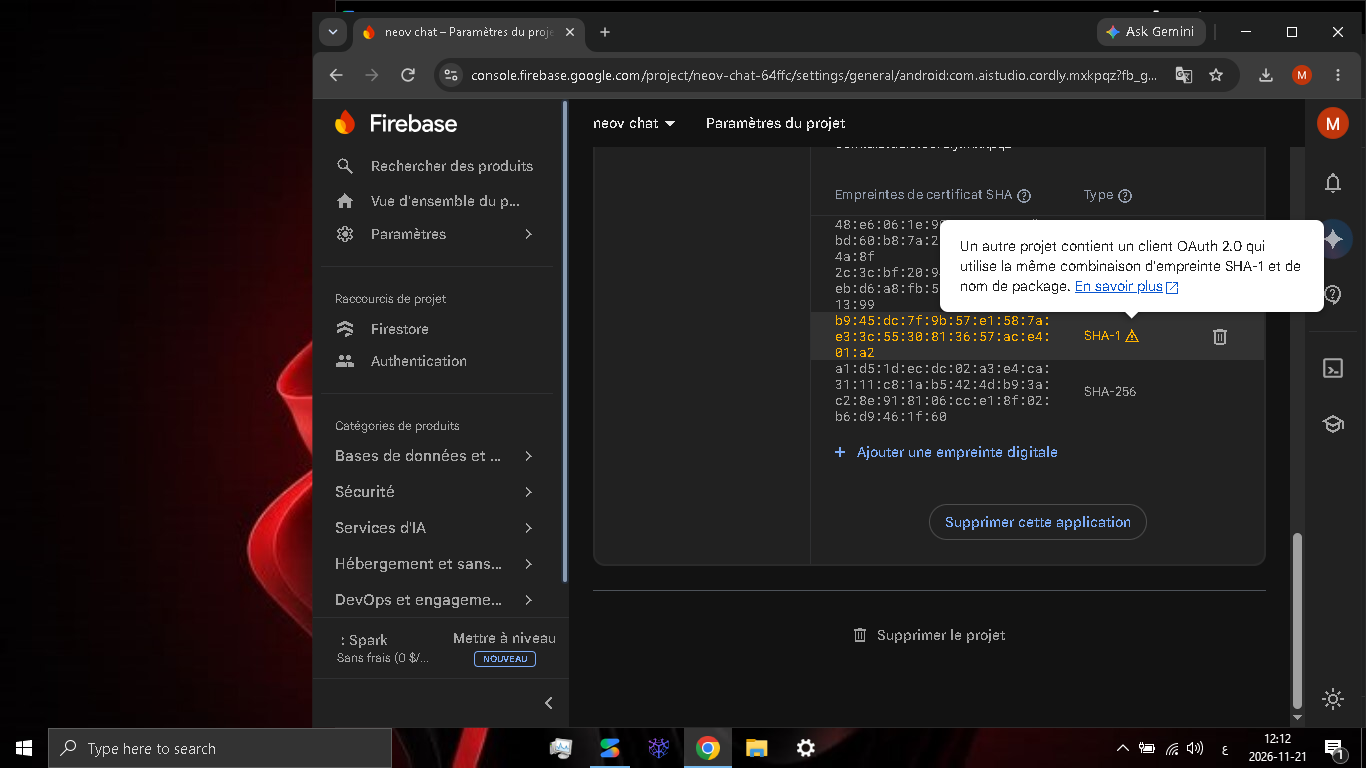 neov chat – Paramètres du proje
Ask Gemini
console.firebase.google.com/project/neov-chat-64ffc/settings/general/android:com.aistudio.cordly.mxkpqz?fb_g...
M
Firebase
Rechercher des produits
Vue d'ensemble du p...
Paramètres
Raccourcis de projet
Firestore
Authentication
Catégories de produits
Bases de données et ...
Sécurité
Services d'IA
Hébergement et sans...
DevOps et engageme...
: Spark
Sans frais (0 $/...
Mettre à niveau
NOUVEAU
neov chat
Paramètres du projet
M
Empreintes de certificat SHA
Type
48:e6:06:1e:9
bd:60:b8:7a:2
4a:8f
2c:3c:bf:20:9
eb:d6:a8:fb:5
13:99
Un autre projet contient un client OAuth 2.0 qui
utilise la même combinaison d'empreinte SHA-1 et de
nom de package. En savoir plus
b9:45:dc:7f:9b:57:e1:58:7a:
e3:3c:55:30:81:36:57:ac:e4:
01:a2
SHA-1
a1:d5:1d:ec:dc:02:a3:e4:ca:
31:11:c8:1a:b5:42:4d:b9:3a:
c2:8e:91:81:06:cc:e1:8f:02:
b6:d9:46:1f:60
SHA-256
+ Ajouter une empreinte digitale
Supprimer cette application
Supprimer le projet
Type here to search
ع
12:12
2026-11-21
1